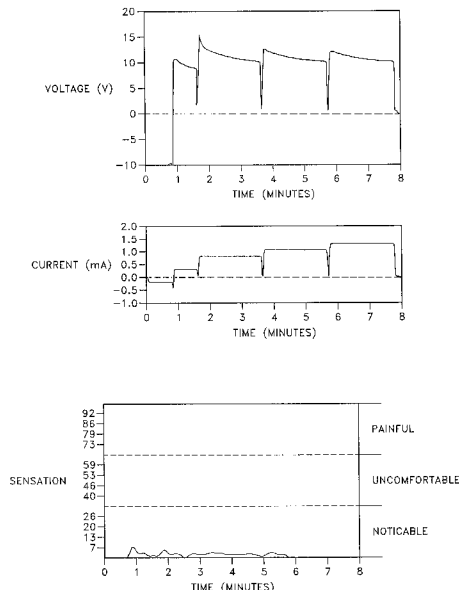 20
15
10
VOLTAGE (V)
5
0
-5
-10
0 1 2 3 4 5 6 7 8
TIME (MINUTES)
2.0
1.5
1.0
CURRENT (mA)
0.5
0.0
-0.5
-1.0
0 1 2 3 4 5 6 7 8
TIME (MINUTES)
92
86
PAINFUL
79
73
59
53
SENSATION
UNCOMFORTABLE
46
40
26
20
NOTICABLE
13
7
0 1 2 3 4 5 6 7 8
TIME (MINUTES)